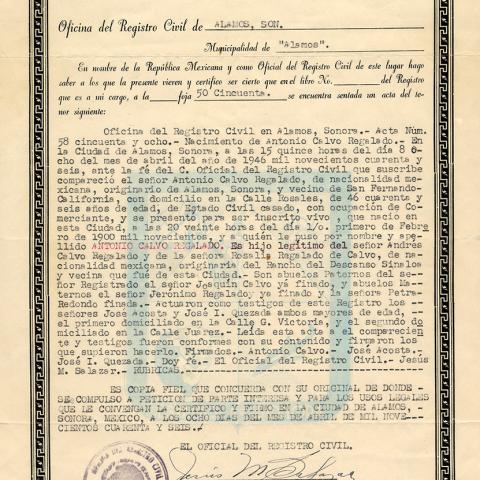 Oficina del Registro Civil de ALAMOS, SON.
Municipalidad de "Alamos".
En nombre de la República Mexicana y como Oficial del Registro Civil de este lugar hago
saber a los que la presente vieren y certifico ser cierto que en el libro No. del Registro
que es a mi cargo, a la foja 50 Cincuenta. se encuentra sentada un acta del te-
nor siguiente:
Oficina del Registro Civil en Alamos, Sonora.- Acta Núm.
58 cincuenta y ocho.- Nacimiento de Antonio Calvo Regalado.- En
la Ciudad de Alamos, Sonora, a las 15 quince horas del día 8 o-
cho del mes de abril del año de 1946 mil novecientos cuarenta y
seis, ante la fé del C. Oficial del Registro Civil que suscribe
compareció el señor Antonio Calvo Regalado, de nacionalidad me-
xicana, originario de Alamos, Sonora, y vecino de San Fernando-
California, con domicilio en la Calle Rosales, de 46 cuarenta y
seis años de edad, de Estado Civil casado, con ocupación de Co-
merciante, y se presentó para ser inscrito vivo, que nació en
esta Ciudad, a las 20 veinte horas del día 1/o. primero de Febre
ro de 1900 mil novecientos, y a quién le puso por nombre y ape-
llido ANTONIO CALVO REGALADO. Es hijo legítimo del señor Andrés
Calvo Regalado y de la señora Rosalía Regalado de Calvo, de na-
cionalidad mexicana, originaria del Rancho del Descanso Sinaloa
y vecina que fue de esta Ciudad.- Son abuelos Paternos del señor
Registrado el señor Joaquín Calvo yá finado, y abuelos Ma-
ternos el señor Jerónimo Regalado, ya finado y la señora Petra-
Redondo finada.- Actuaron como testigos de este Registro los se-
ñores José Acosta y José I. Quezada ambos mayores de edad, —
el primero domiciliado en la Calle G. Victoria, y el segundo do
miciliado en la Calle Juarez.- Leída esta acta a el comparecien-
te y testigos fueron conformes con su contenido y firmaron los
que supieron hacerlo. Firmados.- Antonio Calvo.- José Acosta.-
José I. Quezada.- Doy fé.- El Oficial del Registro Civil.- Jesús
M. Salazar.- RUBRICAS.
ES COPIA FIEL QUE CONCUERDA CON SU ORIGINAL DE DONDE -
SE COMPULSO A PETICION DE PARTE INTERESA Y PARA LOS USOS LEGALES
QUE LE CONVENGAN LA CERTIFICO Y FIRMO EN LA CIUDAD DE ALAMOS,
SONORA, MEXICO, A LOS OCHO DIAS DEL MES DE ABRIL DE MIL NOVE-
CIENTOS CUARENTA Y SEIS.
EL OFICIAL DEL REGISTRO CIVIL.
Jesús M. Salazar